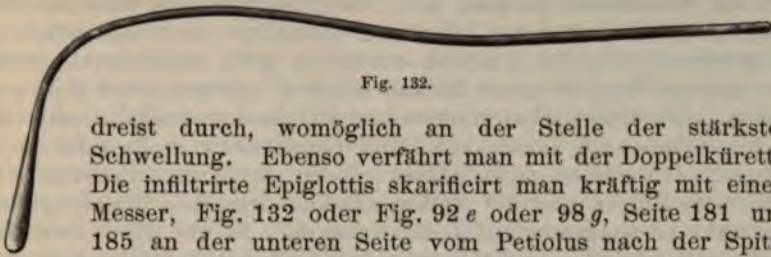 Fig. 132.
dreist durch, womöglich an der Stelle der stärkste
Schwellung. Ebenso verfährt man mit der Doppelkürett
Die infiltrirte Epiglottis skarificirt man kräftig mit eine
Messer, Fig. 132 oder Fig. 92 e oder 98 g, Seite 181 un
185 an der unteren Seite vom Petiolus nach der Spit